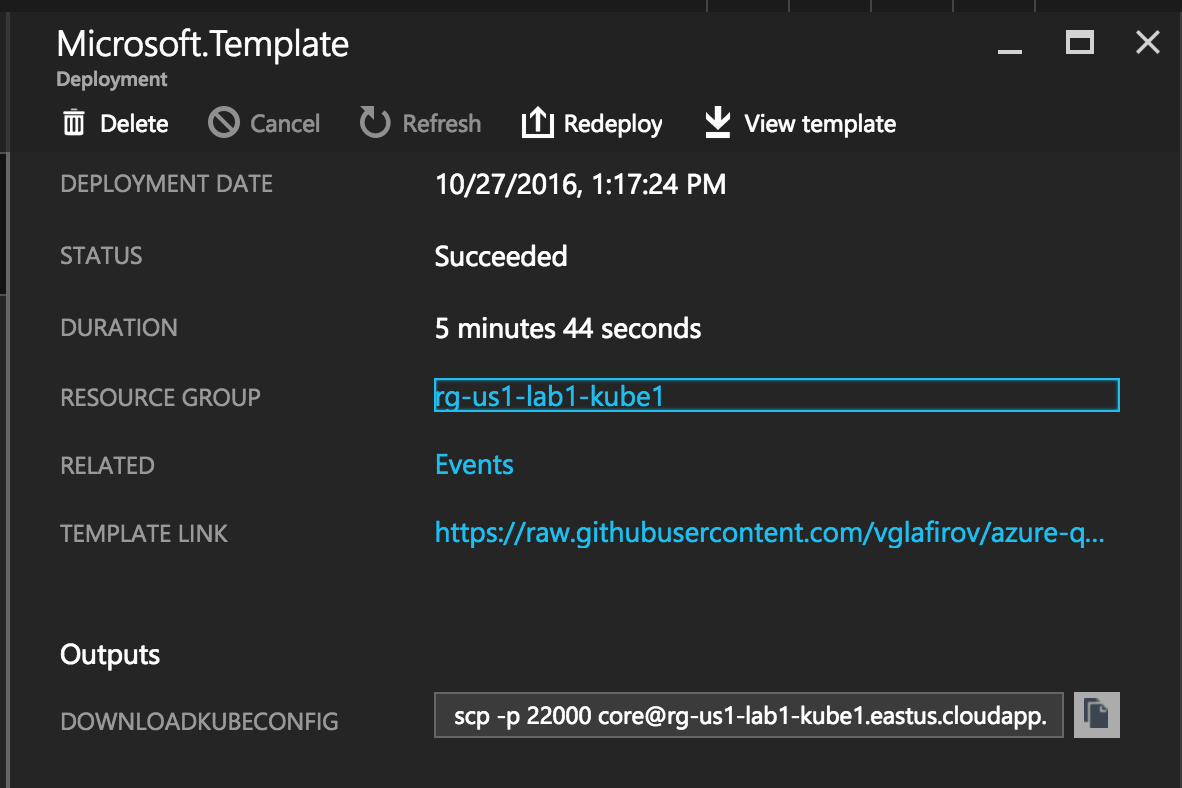 Microsoft.Template
Deployment
Delete Cancel Refresh Redeploy View template
DEPLOYMENT DATE 10/27/2016, 1:17:24 PM
STATUS Succeeded
DURATION 5 minutes 44 seconds
RESOURCE GROUP rg-us1-lab1-kube1
RELATED Events
TEMPLATE LINK https://raw.githubusercontent.com/vglafirov/azure-q...
Outputs
DOWNLOADKUBECONFIG scp -p 22000 core@rg-us1-lab1-kube1.eastus.cloudapp.